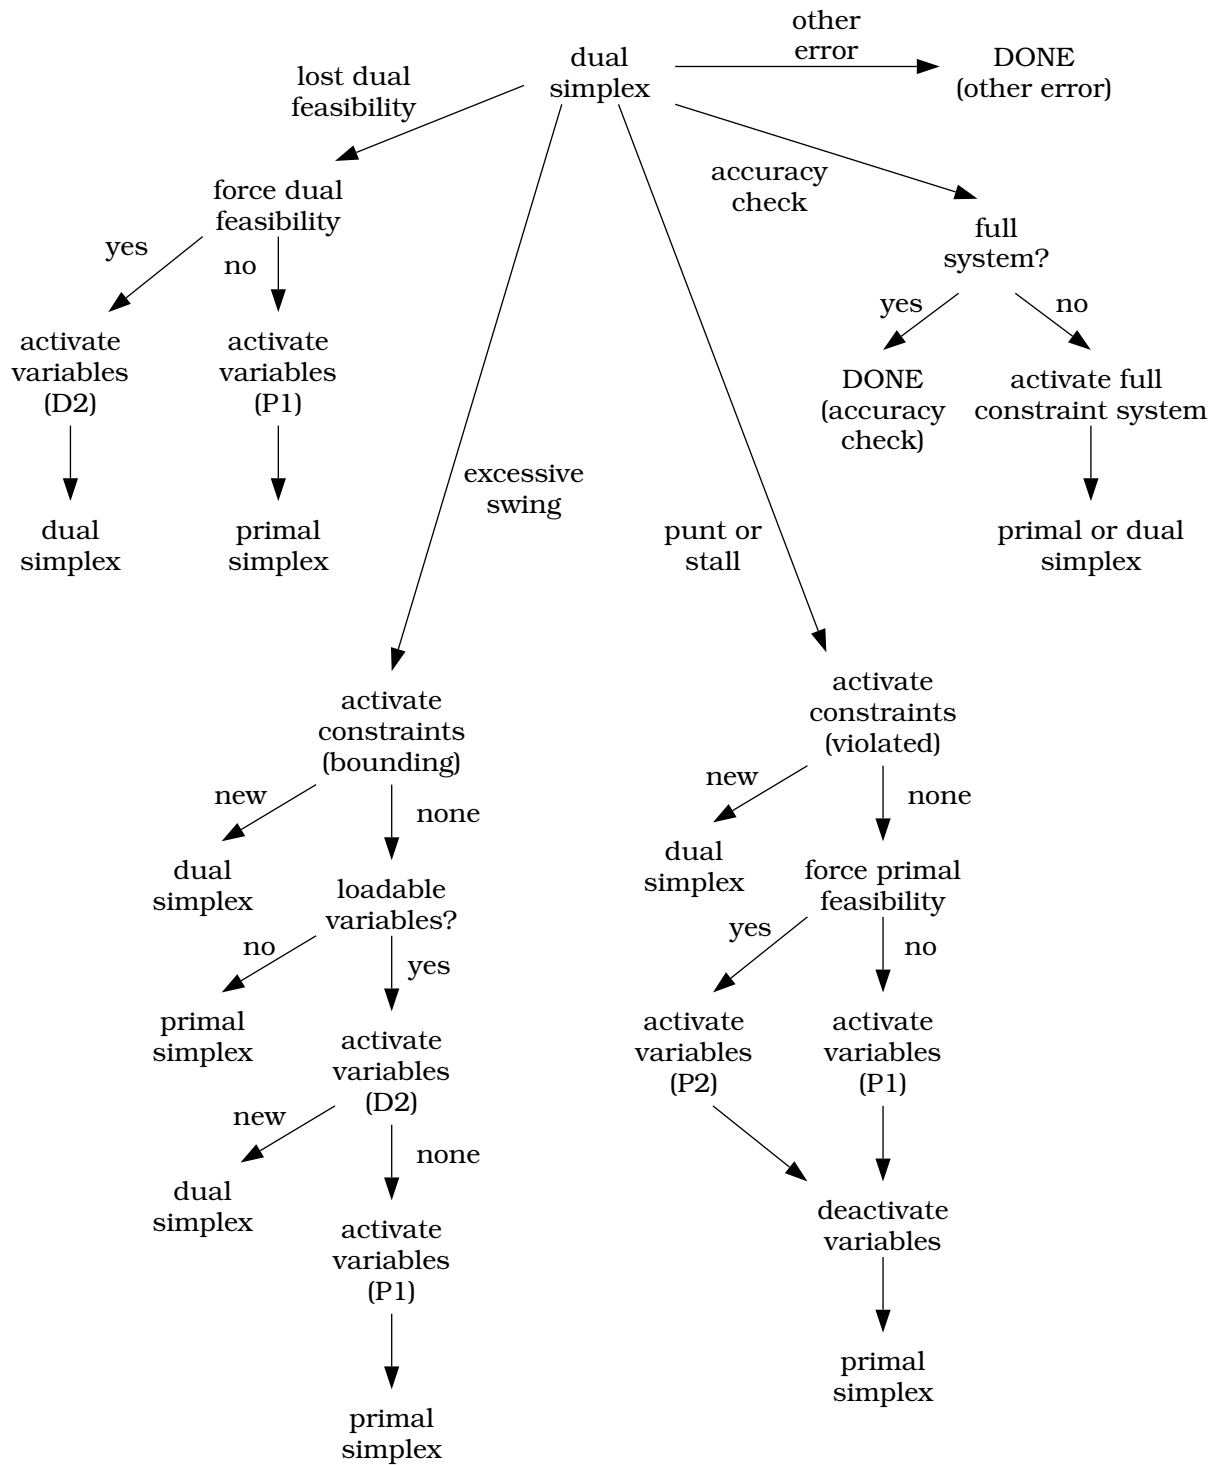 other
error
dual
simplex
DONE
(other error)
lost dual
feasibility
accuracy
check
force dual
feasibility
full
system?
yes
no
yes
no
activate
variables
(D2)
activate
variables
(P1)
DONE
(accuracy
check)
activate full
constraint system
excessive
swing
dual
simplex
primal
simplex
punt or
stall
primal or dual
simplex
activate
constraints
(bounding)
activate
constraints
(violated)
new
none
new
none
dual
simplex
loadable
variables?
dual
simplex
force primal
feasibility
no
yes
yes
no
primal
simplex
activate
variables
(D2)
activate
variables
(P2)
activate
variables
(P1)
new
none
dual
simplex
activate
variables
(P1)
deactivate
variables
primal
simplex
primal
simplex